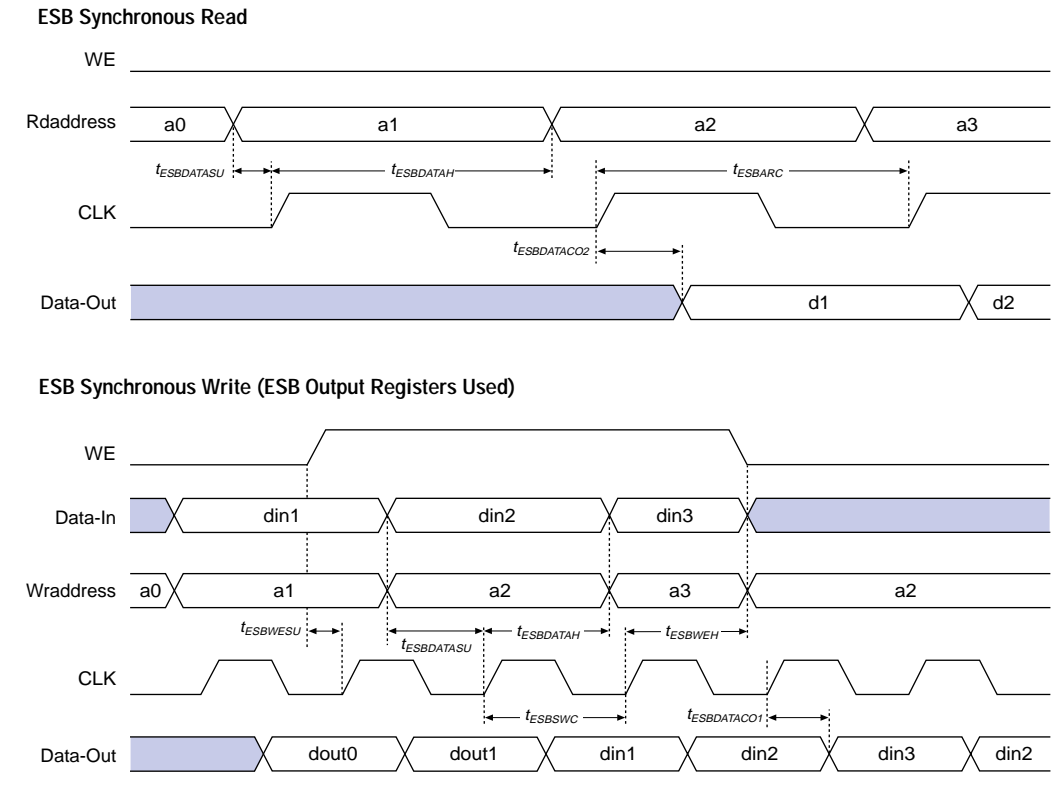 ESB Synchronous Read
WE
Rdaddress a0 a1 a2 a3
tESBDATASU tESBDATAH tESBARC
CLK
tESBDATACO2
Data-Out d1 d2
ESB Synchronous Write (ESB Output Registers Used)
WE
Data-In din1 din2 din3
Wraddress a0 a1 a2 a3 a2
tESBWESU tESBDATASU tESBDATAH tESBWEH
CLK
tESBSWC tESBDATACO1
Data-Out dout0 dout1 din1 din2 din3 din2